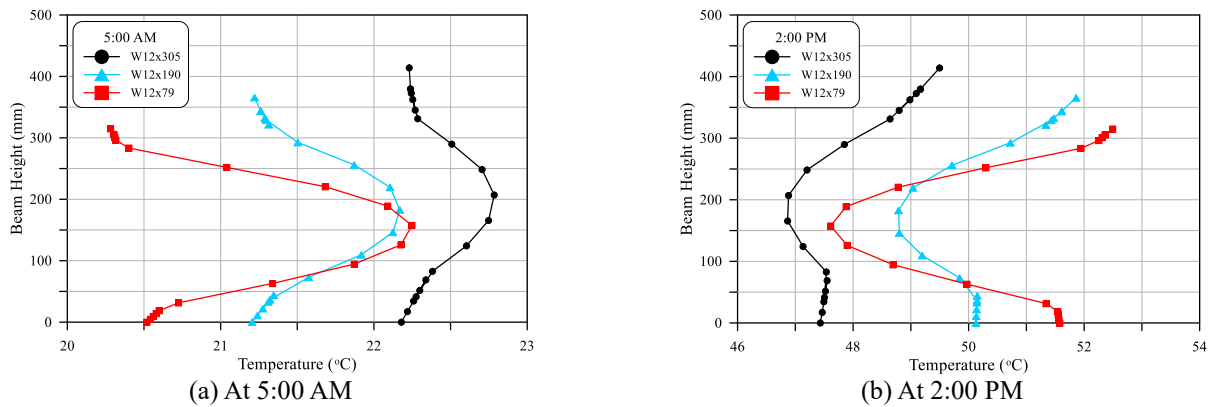 500
400
300
200
100
0
Beam Height (mm)
5:00 AM
W12x305
W12x190
W12x79
20
21
22
23
Temperature (°C)
(a) At 5:00 AM
500
400
300
200
100
0
Beam Height (mm)
2:00 PM
W12x305
W12x190
W12x79
46
48
50
52
54
Temperature (°C)
(b) At 2:00 PM